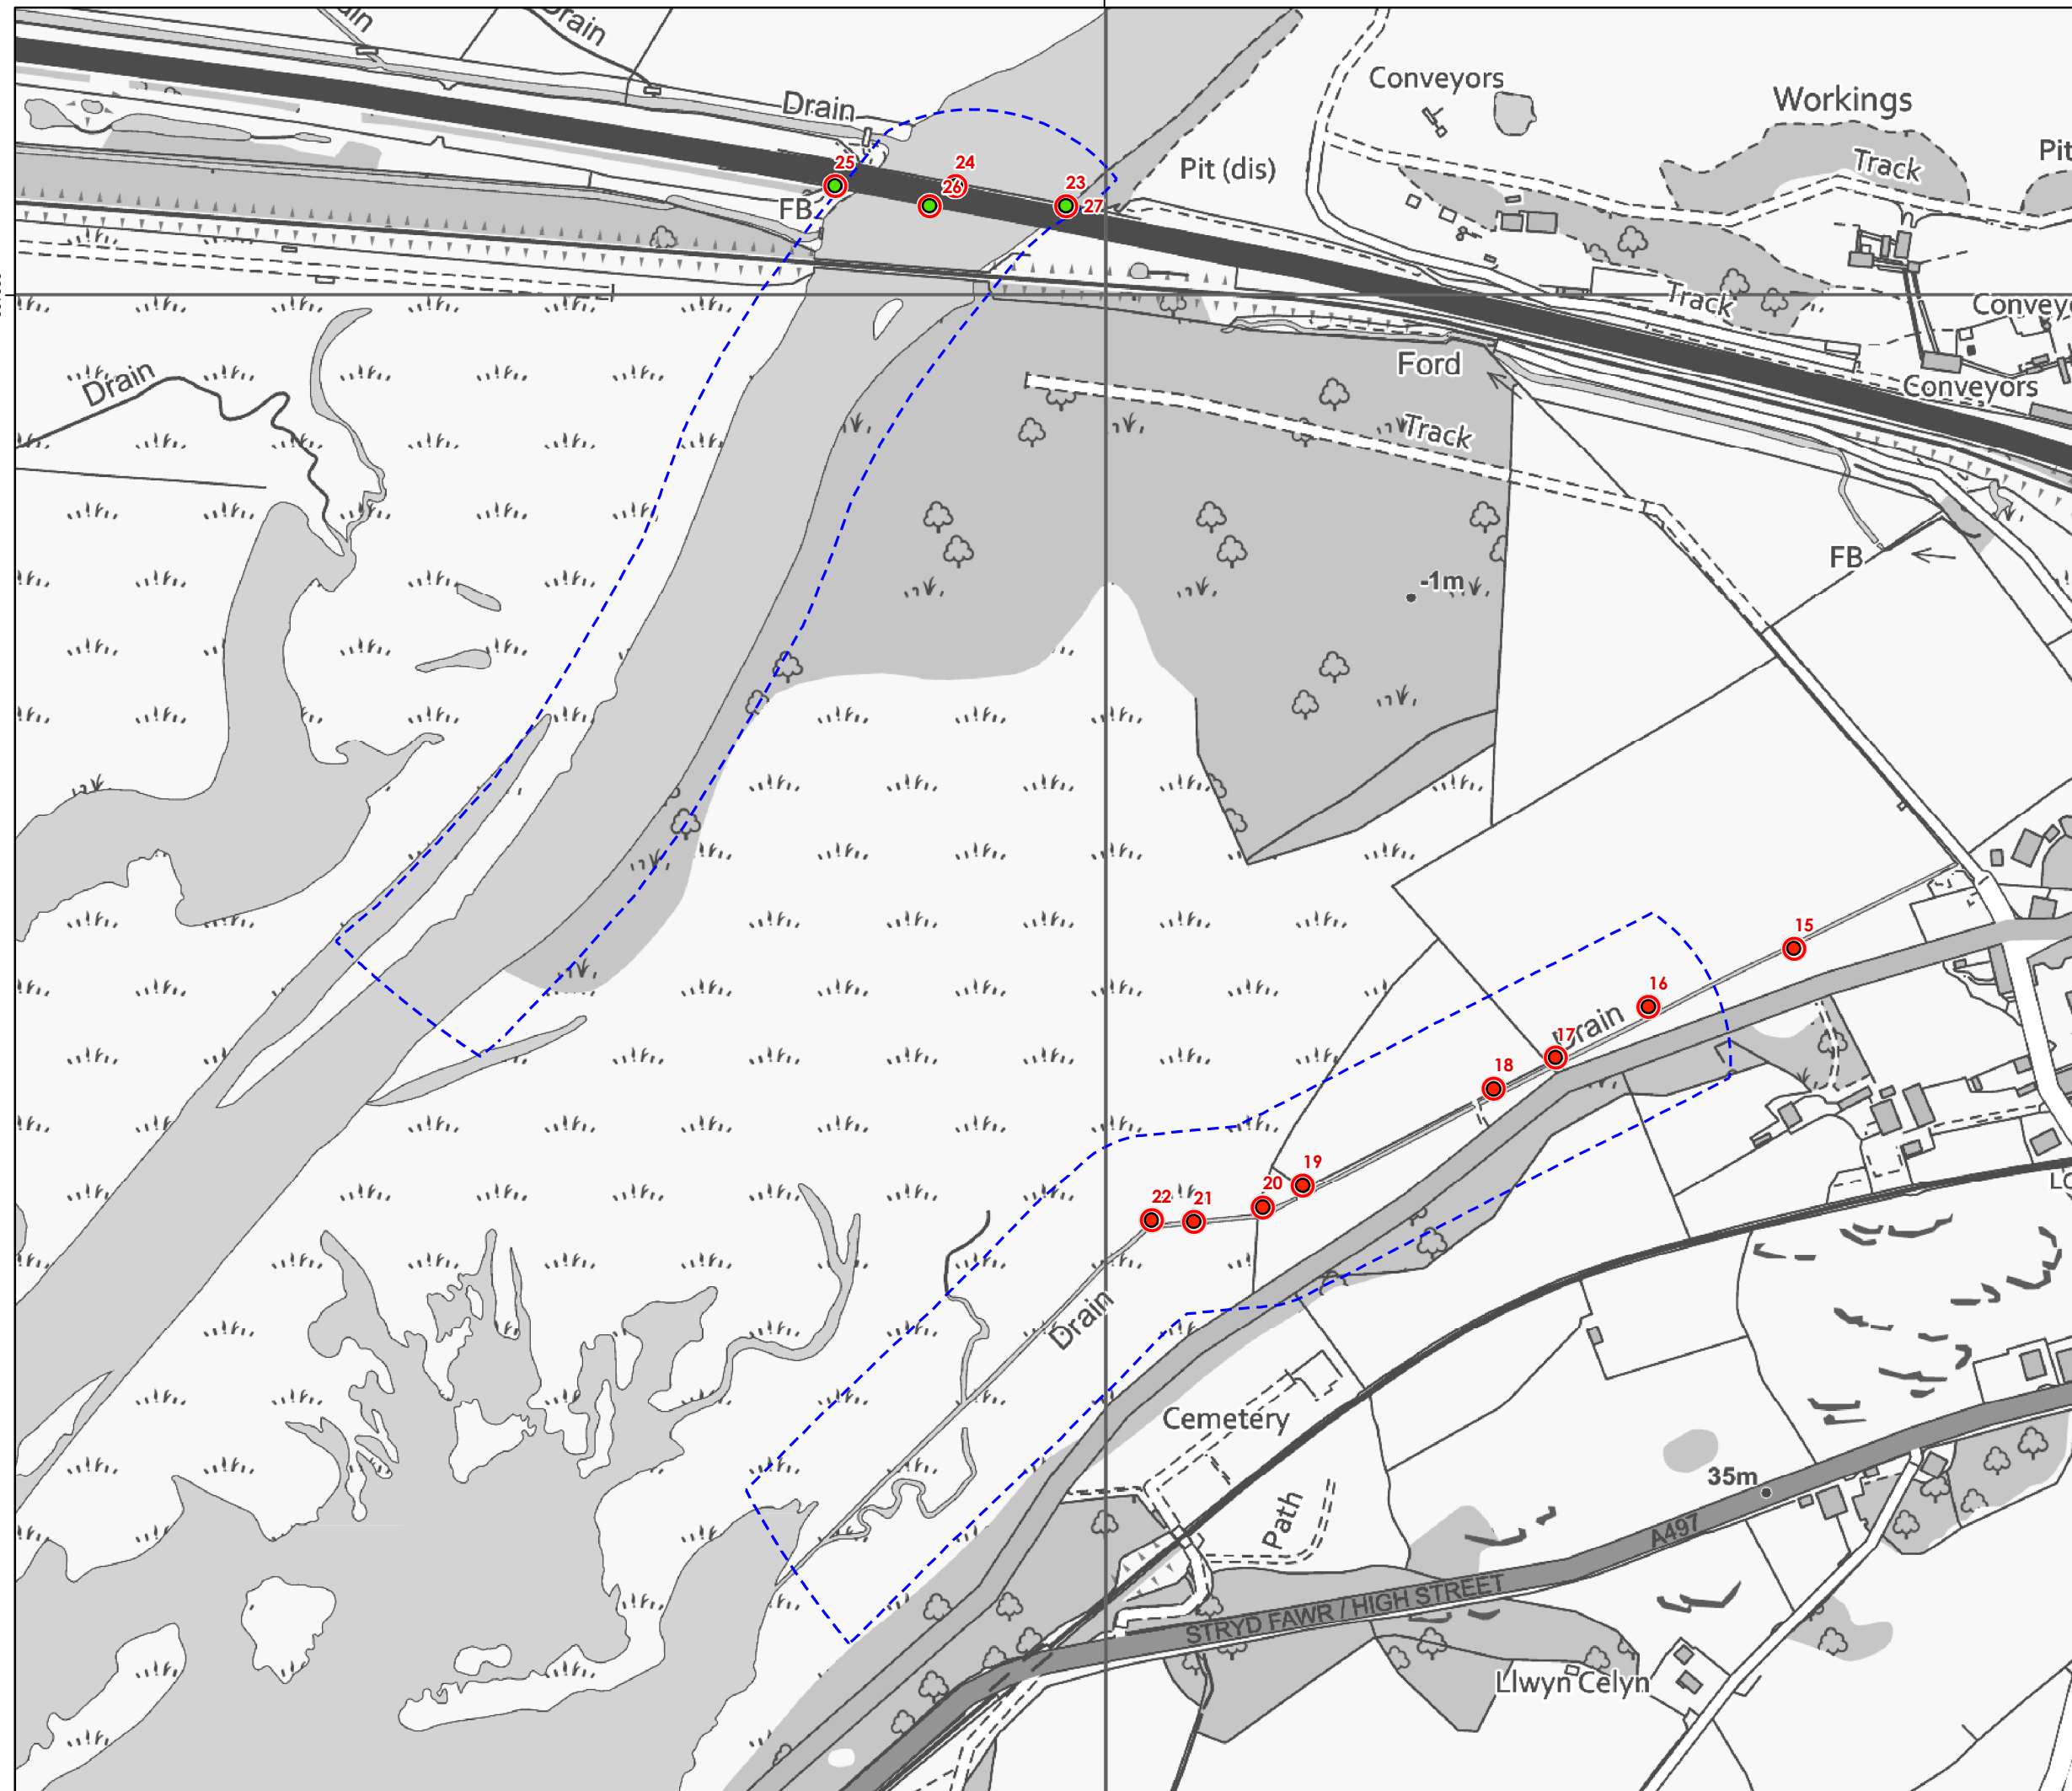 Drain
Drain
Conveyors
Workings
Drain
Track
Pit (dis)
25
24
26
23
27
FB
Track
Ford
Conveyors
Drain
Track
FB
-1m
15
16
Drain
17
18
19
20
21
22
Drain
Cemetery
35m
Path
A497
STRYD FAWR / HIGH STREET
Llwyn Celyn